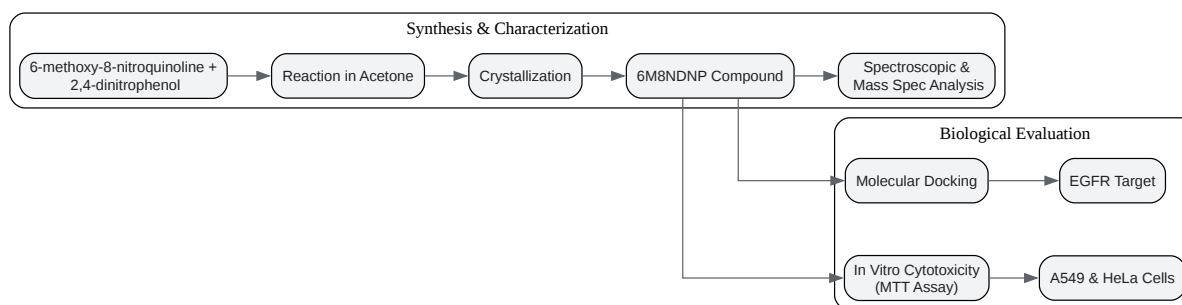 Synthesis & Characterization
6-methoxy-8-nitroquinoline +
2,4-dinitrophenol
Reaction in Acetone
Crystallization
6M8NDNP Compound
Spectroscopic &
Mass Spec Analysis
Biological Evaluation
Molecular Docking
EGFR Target
In Vitro Cytotoxicity
(MTT Assay)
A549 & HeLa Cells